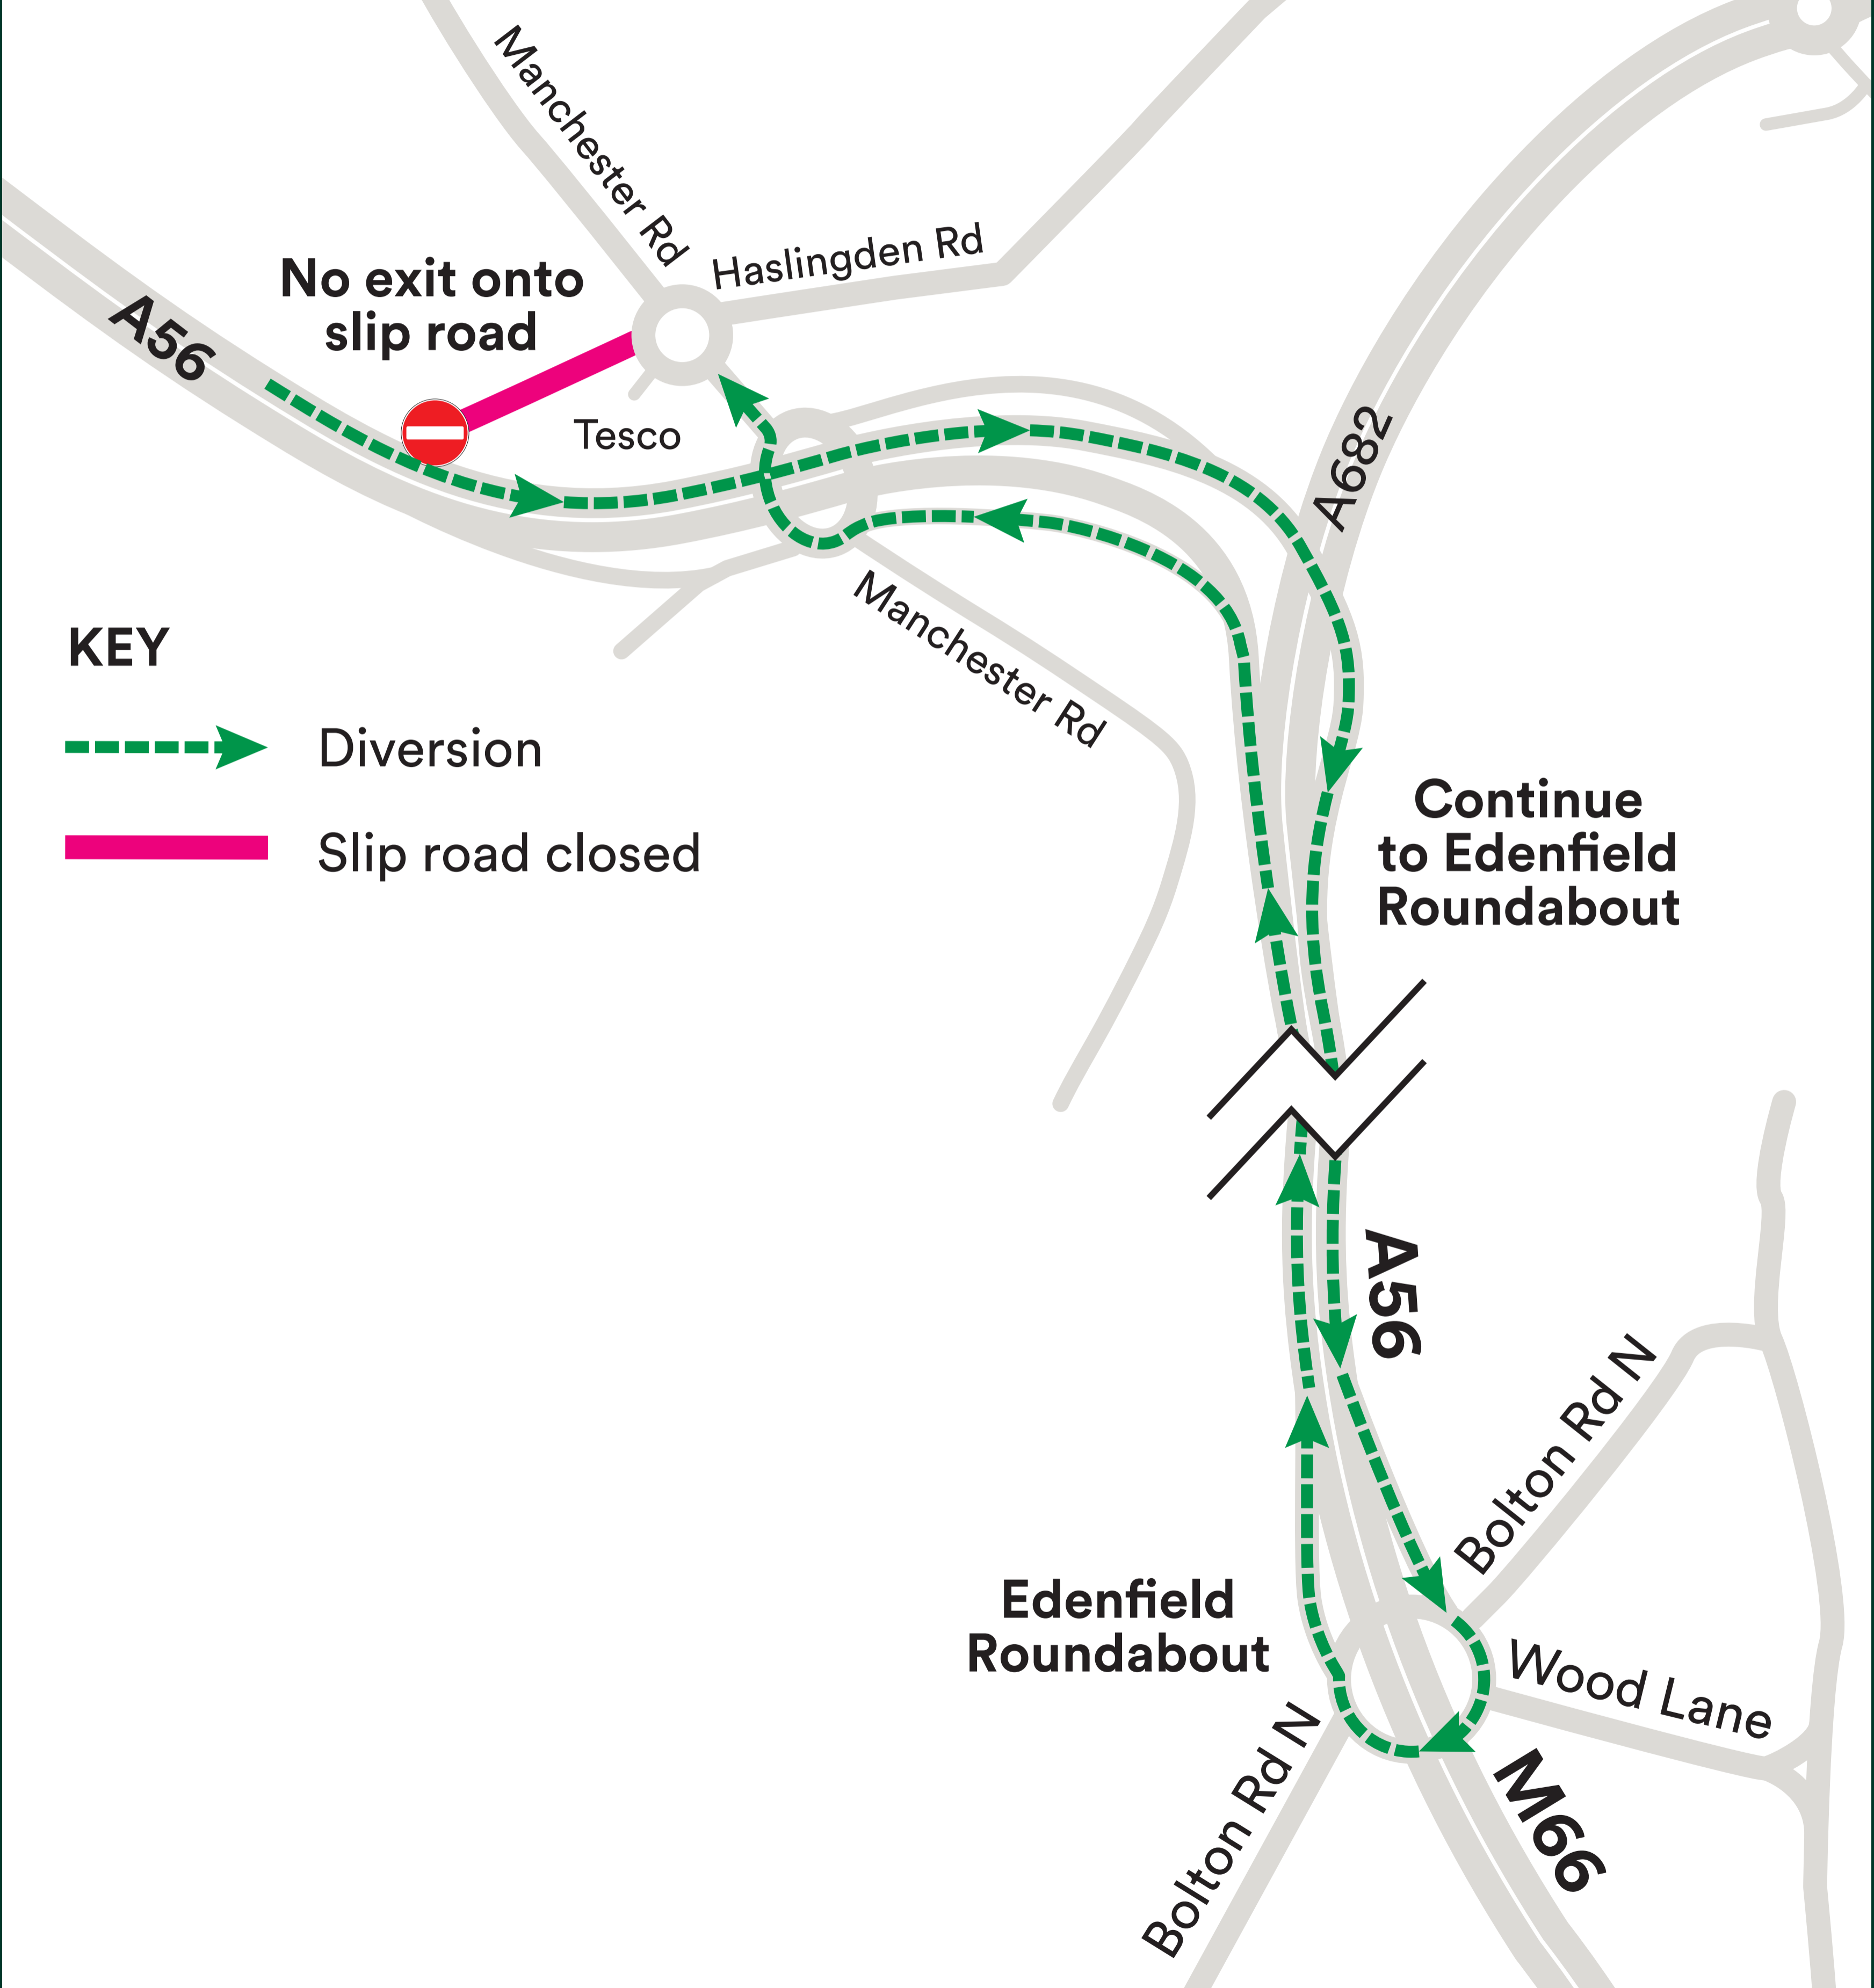 Manchester Rd
Haslingden Rd
No exit onto
slip road
A56
Tesco
A682
Manchester Rd
KEY
Diversion
Slip road closed
Continue
to Edenfield
Roundabout
A56
Bolton Rd N
Edenfield
Roundabout
Wood Lane
Bolton Rd N
M66